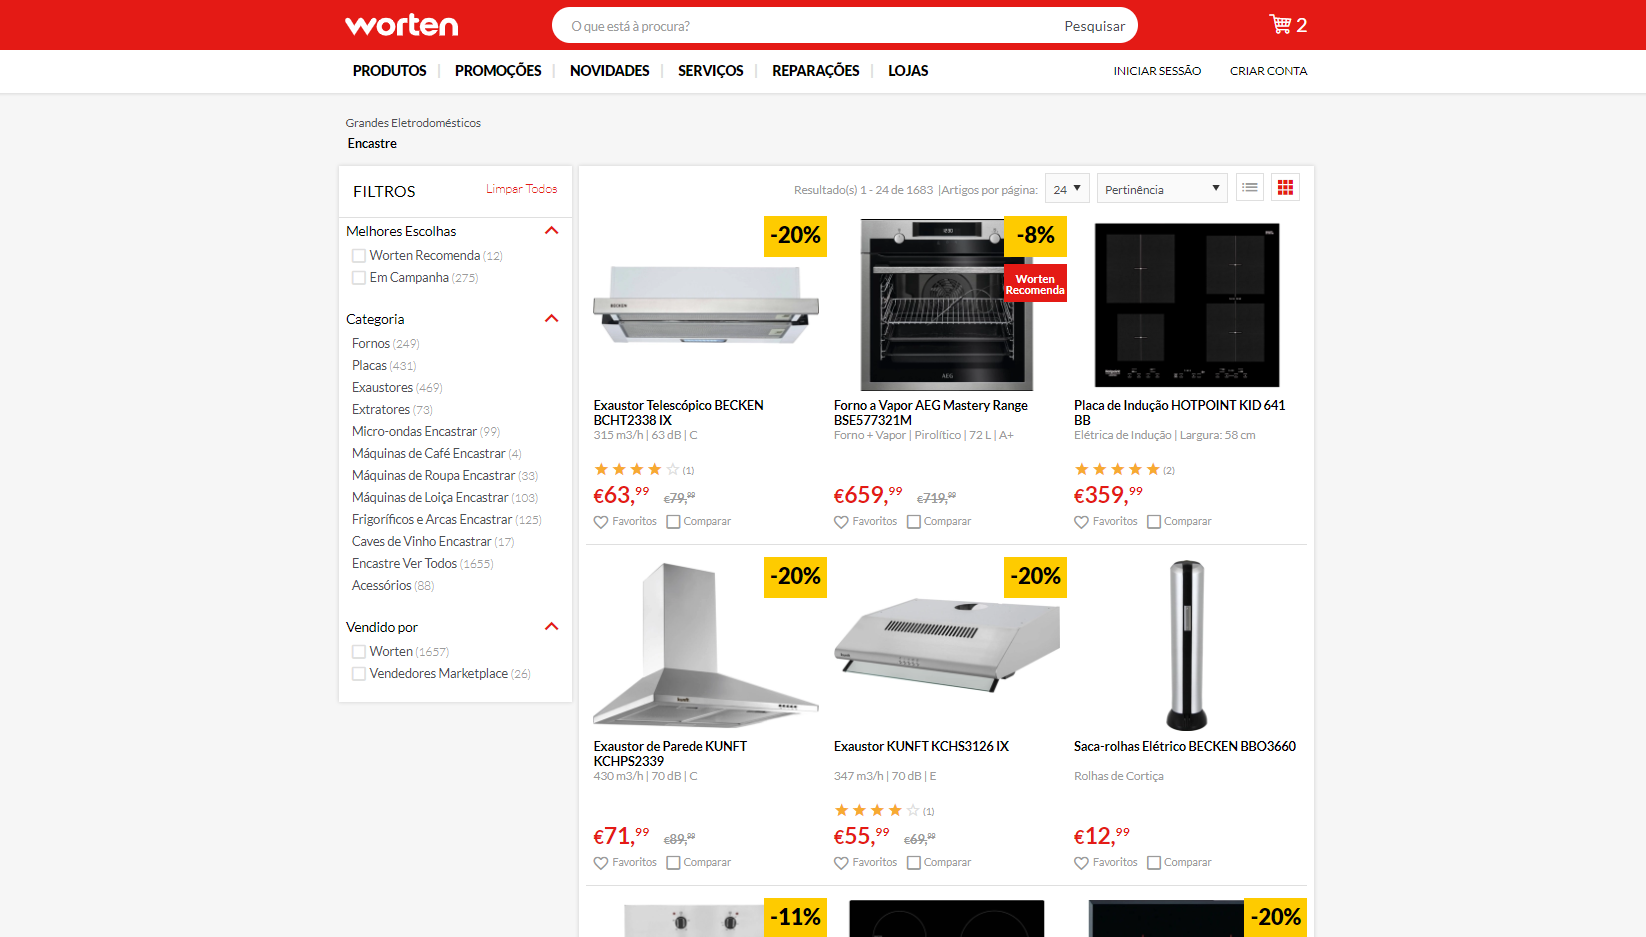 worten
O que está à procura?
Pesquisar
2
PRODUTOS
PROMOÇÕES
NOVIDADES
SERVIÇOS
REPARAÇÕES
LOJAS
INICIAR SESSÃO
CRIAR CONTA
Grandes Eletrodomésticos
Encastre
FILTROS
Limpar Todos
Melhores Escolhas
Worten Recomenda (12)
Em Campanha (275)
Categoria
Fornos (249)
Placas (431)
Exaustores (469)
Extratores (73)
Micro-ondas Encastrar (99)
Máquinas de Café Encastrar (4)
Máquinas de Roupa Encastrar (33)
Máquinas de Loiça Encastrar (103)
Frigoríficos e Arcas Encastrar (125)
Caves de Vinho Encastrar (17)
Encastre Ver Todos (1655)
Acessórios (88)
Vendido por
Worten (1657)
Vendedores Marketplace (26)
Resultado(s) 1 - 24 de 1683 |Artigos por página:
24
Pertinência
-20%
BECKEN
Exaustor Telescópico BECKEN
BCHT2338 IX
315 m3/h | 63 dB | C
(1)
€63,99 €79,99
Favoritos Comparar
-8%
Worten
Recomenda
AEG
Forno a Vapor AEG Mastery Range
BSE577321M
Forno + Vapor | Pirolítico | 72 L | A+
€659,99 €719,99
Favoritos Comparar
Placa de Indução HOTPOINT KID 641
BB
Elétrica de Indução | Largura: 58 cm
(2)
€359,99
Favoritos Comparar
-20%
Exaustor de Parede KUNFT
KCHPS2339
430 m3/h | 70 dB | C
€71,99 €89,99
Favoritos Comparar
-20%
Exaustor KUNFT KCHS3126 IX
347 m3/h | 70 dB | E
(1)
€55,99 €69,99
Favoritos Comparar
Saca-rolhas Elétrico BECKEN BBO3660
Rolhas de Cortiça
€12,99
Favoritos Comparar
-11%
-20%